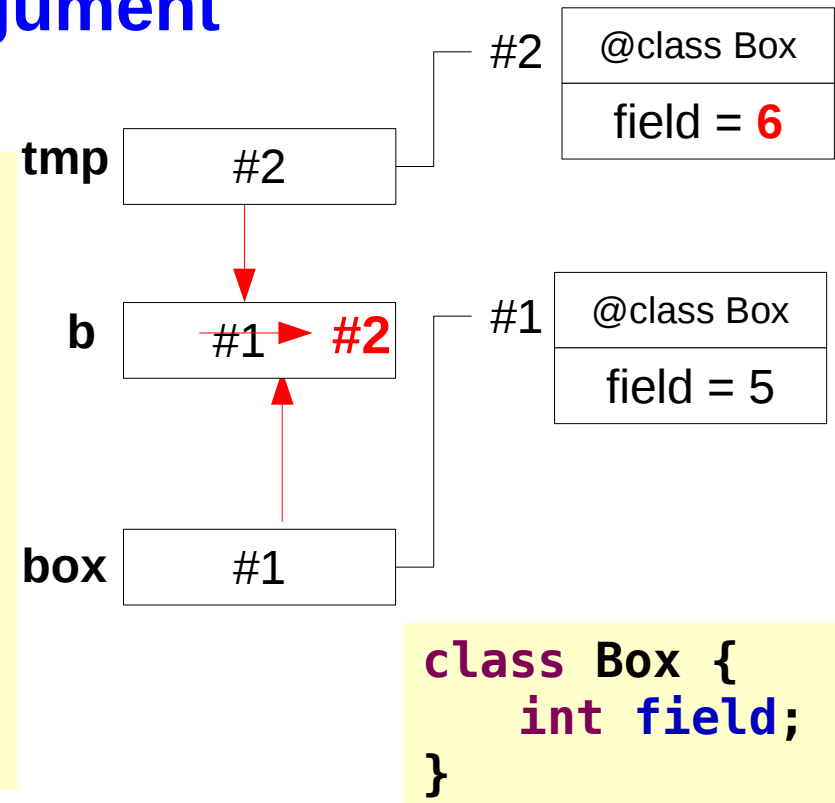 #2
@class Box
field = 6
tmp
#2
b
#1 #2
#1
@class Box
field = 5
box
#1
class Box {
int field;
}